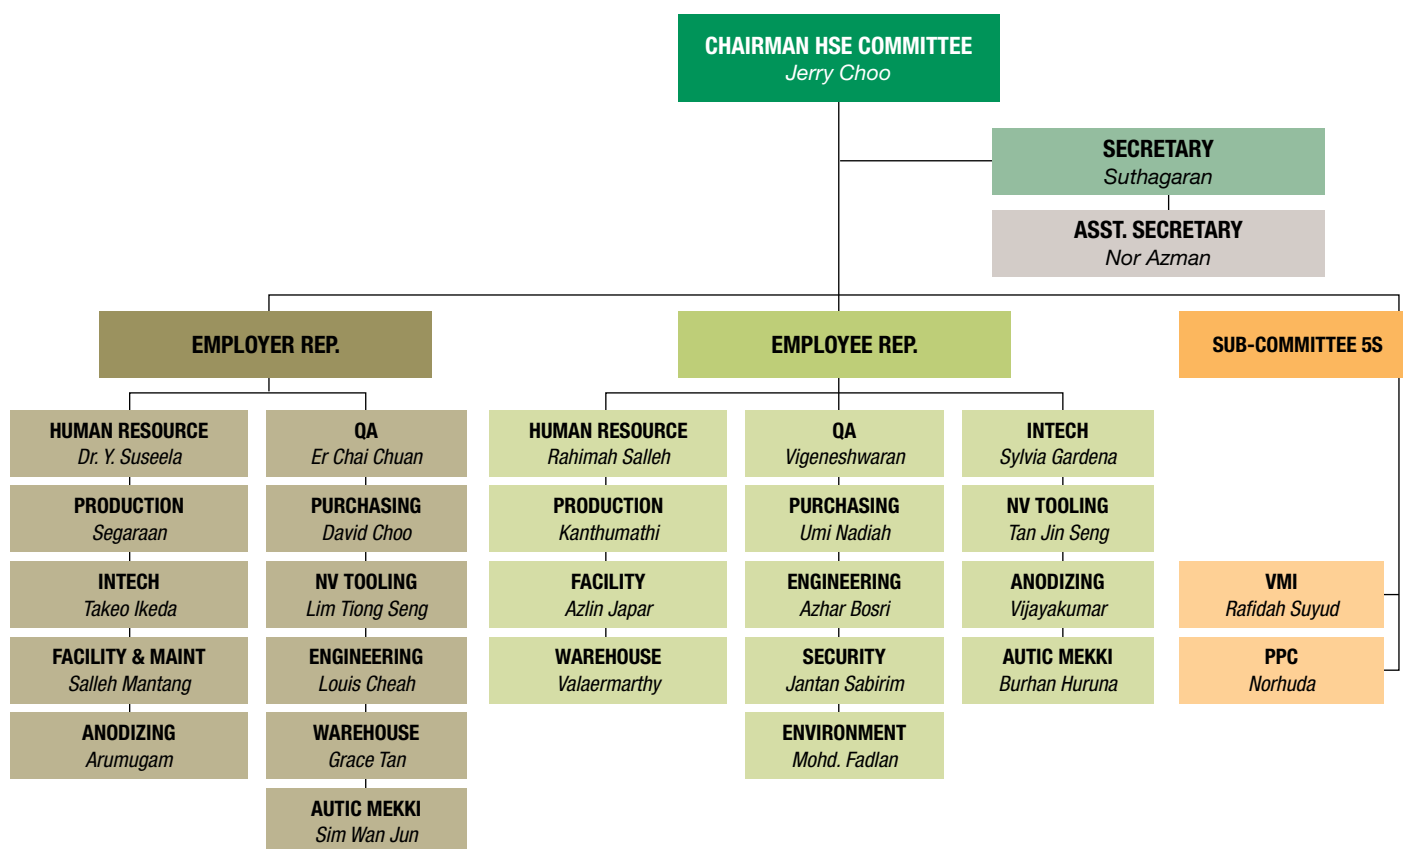 CHAIRMAN HSE COMMITTEE
Jerry Choo
SECRETARY
Suthagaran
ASST. SECRETARY
Nor Azman
EMPLOYER REP.
HUMAN RESOURCE
Dr. Y. Suseela
PRODUCTION
Segaraan
INTECH
Takeo Ikeda
FACILITY & MAINT
Salleh Mantang
ANODIZING
Arumugam
QA
Er Chai Chuan
PURCHASING
David Choo
NV TOOLING
Lim Tiong Seng
ENGINEERING
Louis Cheah
WAREHOUSE
Grace Tan
AUTIC MEKKI
Sim Wan Jun
EMPLOYEE REP.
HUMAN RESOURCE
Rahimah Salleh
PRODUCTION
Kanthumathi
FACILITY
Azlin Japar
WAREHOUSE
Valaermarthy
QA
Vigeneshwaran
PURCHASING
Umi Nadiah
ENGINEERING
Azhar Bosri
SECURITY
Jantan Sabirim
ENVIRONMENT
Mohd. Fadlan
INTECH
Sylvia Gardena
NV TOOLING
Tan Jin Seng
ANODIZING
Vijayakumar
AUTIC MEKKI
Burhan Huruna
SUB-COMMITTEE 5S
VMI
Rafidah Suyud
PPC
Norhuda